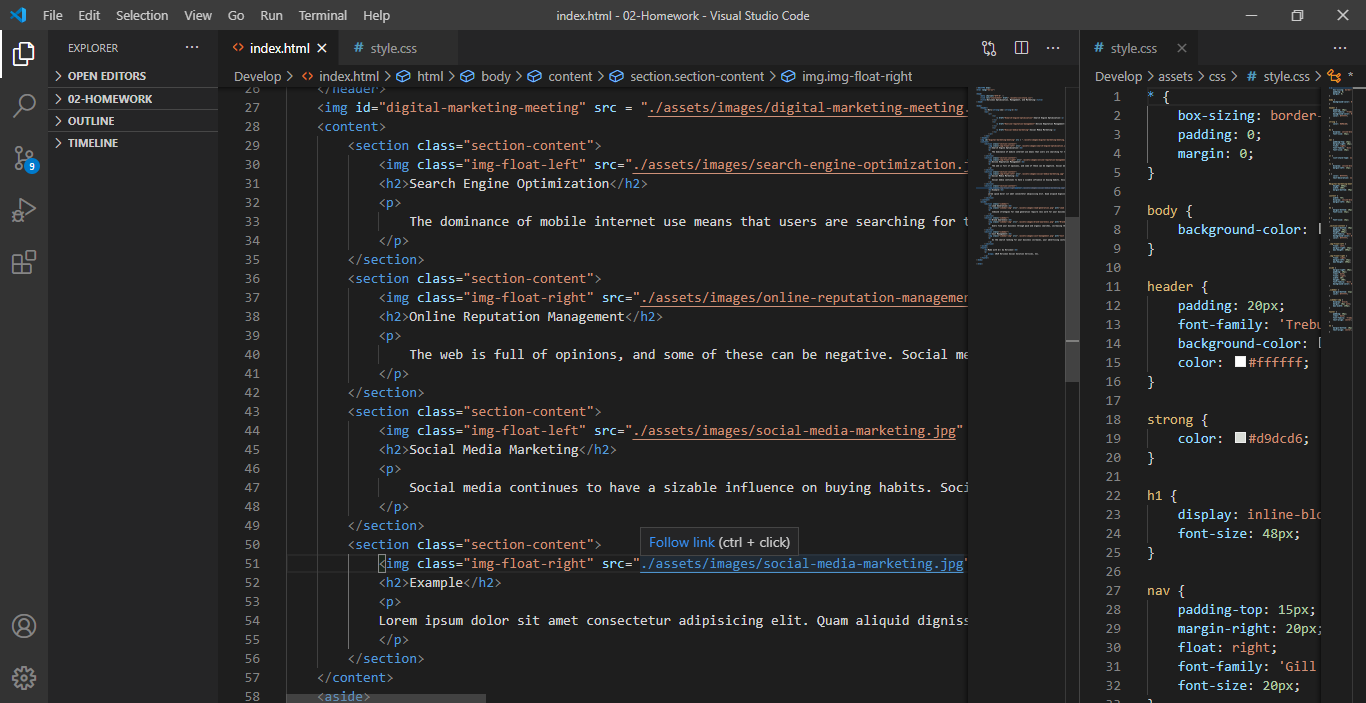 File Edit Selection View Go Run Terminal Help
index.html - 02-Homework - Visual Studio Code
EXPLORER
OPEN EDITORS
02-HOMEWORK
OUTLINE
TIMELINE
9
index.html
# style.css
Develop > index.html > html > body > content > section.section-content > img.img-float-right
26 </header>
27 <img id="digital-marketing-meeting" src = "./assets/images/digital-marketing-meeting.
28 <content>
29 <section class="section-content">
30 <img class="img-float-left" src="./assets/images/search-engine-optimization.
31 <h2>Search Engine Optimization</h2>
32 <p>
33 The dominance of mobile internet use means that users are searching for
34 </p>
35 </section>
36 <section class="section-content">
37 <img class="img-float-right" src="./assets/images/online-reputation-managemen
38 <h2>Online Reputation Management</h2>
39 <p>
40 The web is full of opinions, and some of these can be negative. Social me
41 </p>
42 </section>
43 <section class="section-content">
44 <img class="img-float-left" src="./assets/images/social-media-marketing.jpg"
45 <h2>Social Media Marketing</h2>
46 <p>
47 Social media continues to have a sizable influence on buying habits. Soci
48 </p>
49 </section>
Follow link (ctrl + click)
50 <section class="section-content">
51 <img class="img-float-right" src="./assets/images/social-media-marketing.jpg"
52 <h2>Example</h2>
53 <p>
54 Lorem ipsum dolor sit amet consectetur adipisicing elit. Quam aliquid digniss
55 </p>
56 </section>
57 </content>
58 <aside>
# style.css
Develop > assets > css > # style.css > *
1 * {
2 box-sizing: border-
3 padding: 0;
4 margin: 0;
5 }
6
7 body {
8 background-color:
9 }
10
11 header {
12 padding: 20px;
13 font-family: 'Trebu
14 background-color:
15 color: #ffffff;
16 }
17
18 strong {
19 color: #d9dcd6;
20 }
21
22 h1 {
23 display: inline-blo
24 font-size: 48px;
25 }
26
27 nav {
28 padding-top: 15px;
29 margin-right: 20px;
30 float: right;
31 font-family: 'Gill
32 font-size: 20px;